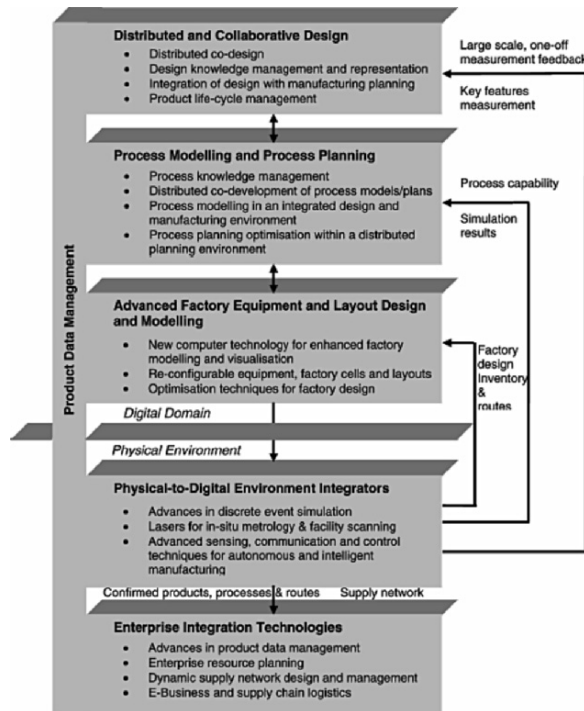 Distributed and Collaborative Design
• Distributed co-design
• Design knowledge management and representation
• Integration of design with manufacturing planning
• Product life-cycle management
Large scale, one-off
measurement feedback
Key features
measurement
Process Modelling and Process Planning
• Process knowledge management
• Distributed co-development of process models/plans
• Process modelling in an integrated design and
manufacturing environment
• Process planning optimisation within a distributed
planning environment
Process capability
Simulation
results
Product Data Management
Advanced Factory Equipment and Layout Design
and Modelling
• New computer technology for enhanced factory
modelling and visualisation
• Re-configurable equipment, factory cells and layouts
• Optimisation techniques for factory design
Factory
design
Inventory
&
routes
Digital Domain
Physical Environment
Physical-to-Digital Environment Integrators
• Advances in discrete event simulation
• Lasers for in-situ metrology & facility scanning
• Advanced sensing, communication and control
techniques for autonomous and intelligent
manufacturing
Confirmed products, processes & routes Supply network
Enterprise Integration Technologies
• Advances in product data management
• Enterprise resource planning
• Dynamic supply network design and management
• E-Business and supply chain logistics